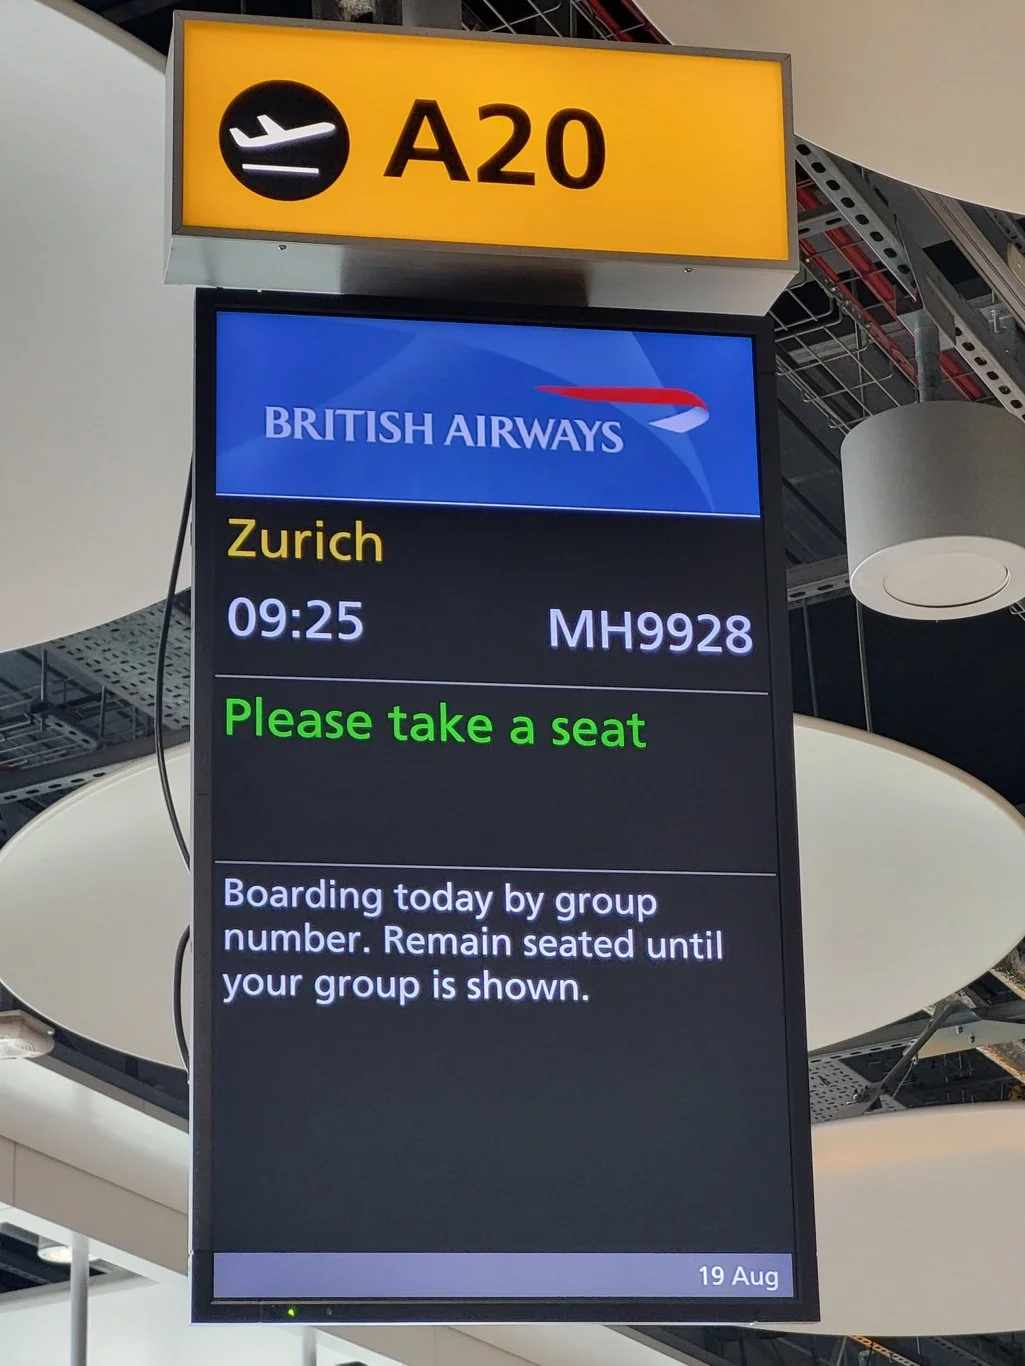 A20
BRITISH AIRWAYS
Zurich
09:25 MH9928
Please take a seat
Boarding today by group
number. Remain seated until
your group is shown.
19 Aug